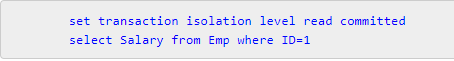 set transaction isolation level read committed
select Salary from Emp where ID=1